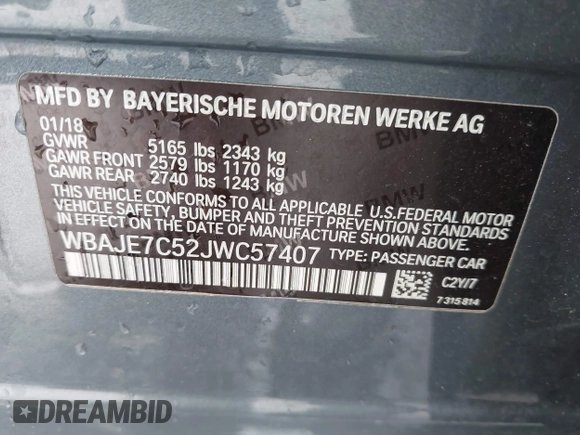 MFD BY BAYERISCHE MOTOREN WERKE AG
01/18
GVWR 5165 lbs 2343 kg
GAWR FRONT 2579 lbs 1170 kg
GAWR REAR 2740 lbs 1243 kg
THIS VEHICLE CONFORMS TO ALL APPLICABLE U.S.FEDERAL MOTOR
VEHICLE SAFETY, BUMPER AND THEFT PREVENTION STANDARDS
IN EFFECT ON THE DATE OF MANUFACTURE SHOWN ABOVE.
WBAJE7C52JWC57407 TYPE: PASSENGER CAR
C2YI7
7 315 814
DREAMBID